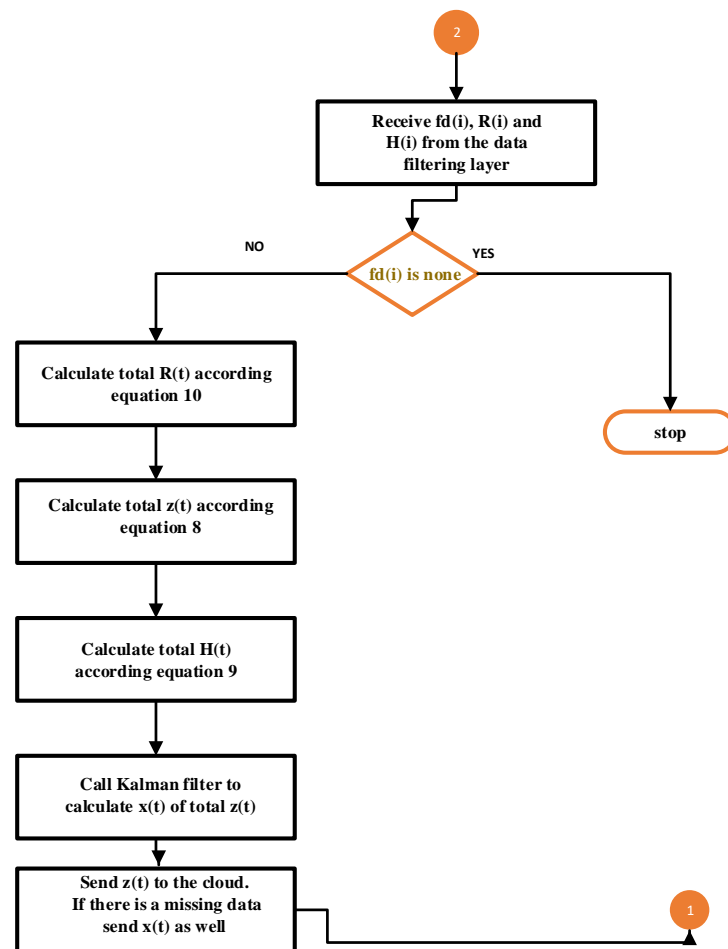 2
Receive fd(i), R(i) and
H(i) from the data
filtering layer
NO
YES
fd(i) is none
Calculate total R(t) according
equation 10
stop
Calculate total z(t) according
equation 8
Calculate total H(t)
according equation 9
Call Kalman filter to
calculate x(t) of total z(t)
Send z(t) to the cloud.
If there is a missing data
send x(t) as well
1